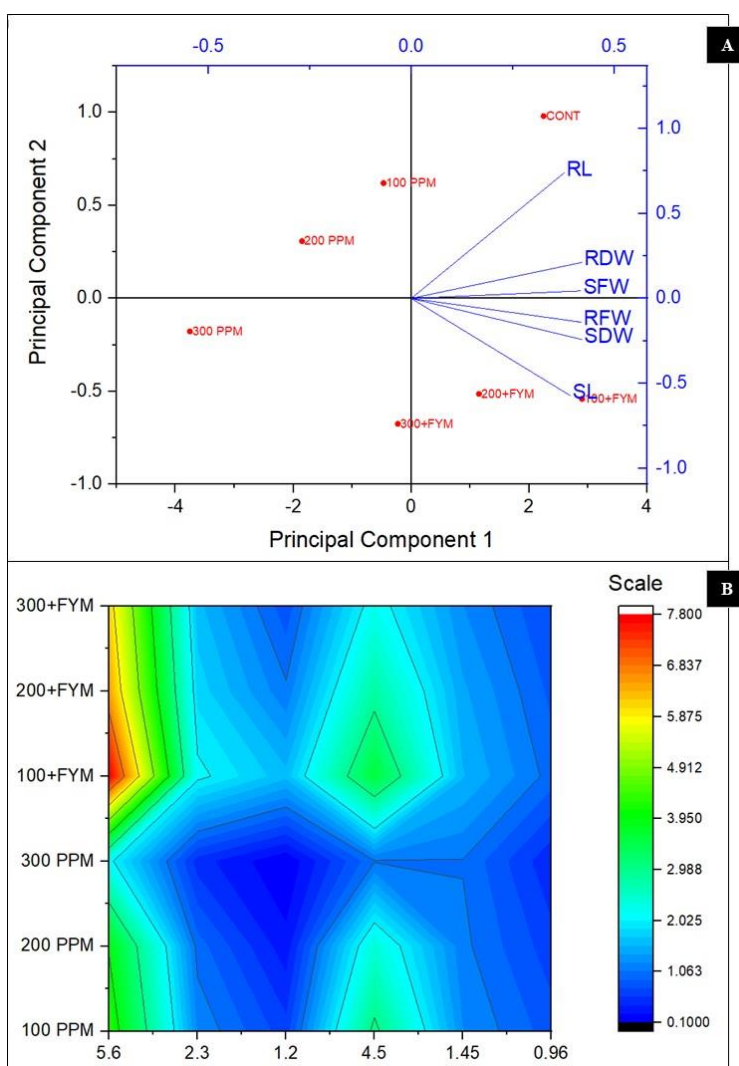 -0.5 0.0 0.5
A
1.0
CONT
1.0
RL
100 PPM
0.5
0.5
200 PPM
RDW
SFW
0.0
0.0
RFW
300 PPM
SDW
-0.5
200+FYM
SL
100+FYM
-0.5
300+FYM
-1.0
-1.0
-4 -2 0 2 4
Principal Component 1
Principal Component 2
Scale
B
300+FYM
200+FYM
100+FYM
300 PPM
200 PPM
100 PPM
5.6 2.3 1.2 4.5 1.45 0.96
7.800
6.837
5.875
4.912
3.950
2.988
2.025
1.063
0.1000